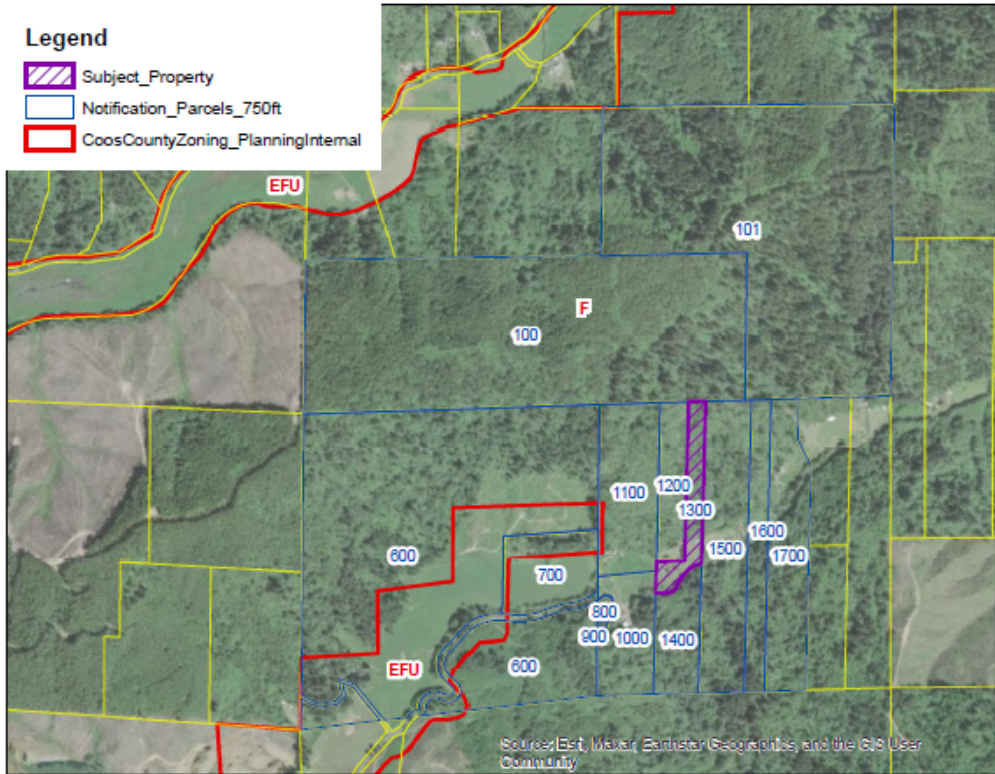 Legend
Subject_Property
Notification_Parcels_750ft
CoosCountyZoning_PlanningInternal
EFU
101
F
100
1100
1200
1300
1500
1600
1700
600
700
800
900
1000
1400
600
EFU
Source: Esri, Maxar, Earthstar Geographics, and the GIS User
Community